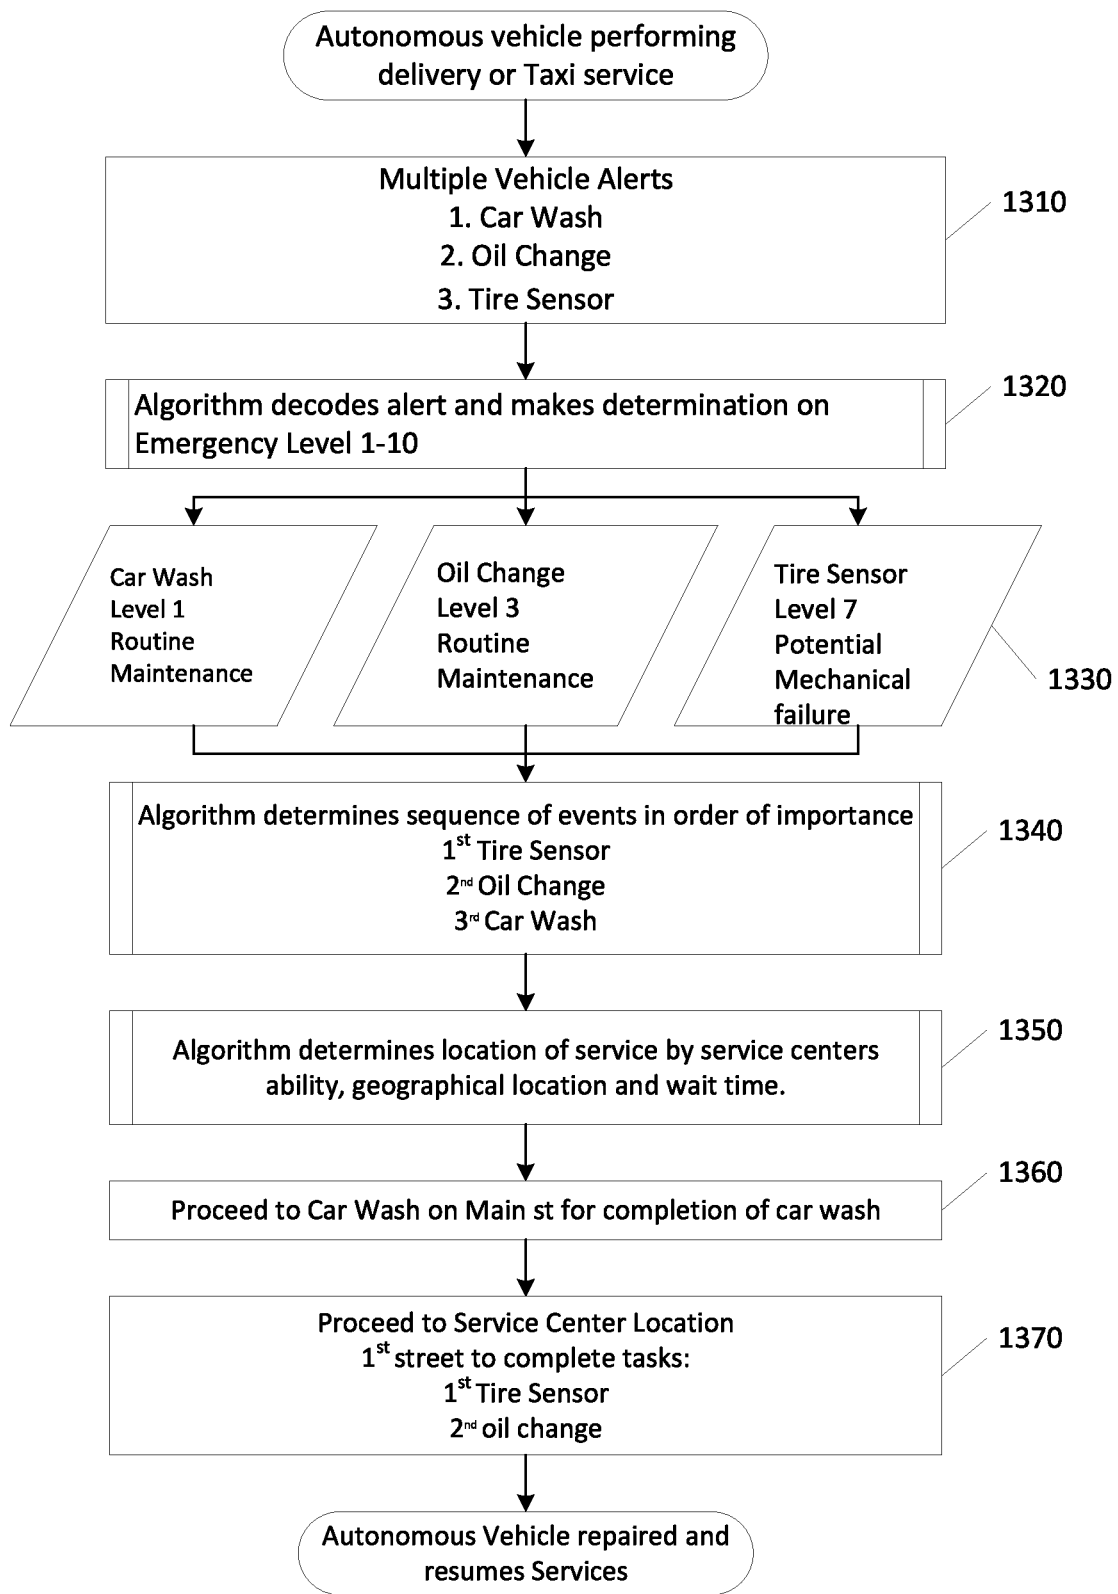 Autonomous vehicle performing
delivery or Taxi service
Multiple Vehicle Alerts
1. Car Wash
2. Oil Change
3. Tire Sensor
1310
Algorithm decodes alert and makes determination on
Emergency Level 1-10
1320
Car Wash
Level 1
Routine
Maintenance
Oil Change
Level 3
Routine
Maintenance
Tire Sensor
Level 7
Potential
Mechanical
failure
1330
Algorithm determines sequence of events in order of importance
1st Tire Sensor
2nd Oil Change
3rd Car Wash
1340
Algorithm determines location of service by service centers
ability, geographical location and wait time.
1350
Proceed to Car Wash on Main st for completion of car wash
1360
Proceed to Service Center Location
1st street to complete tasks:
1st Tire Sensor
2nd oil change
1370
Autonomous Vehicle repaired and
resumes Services